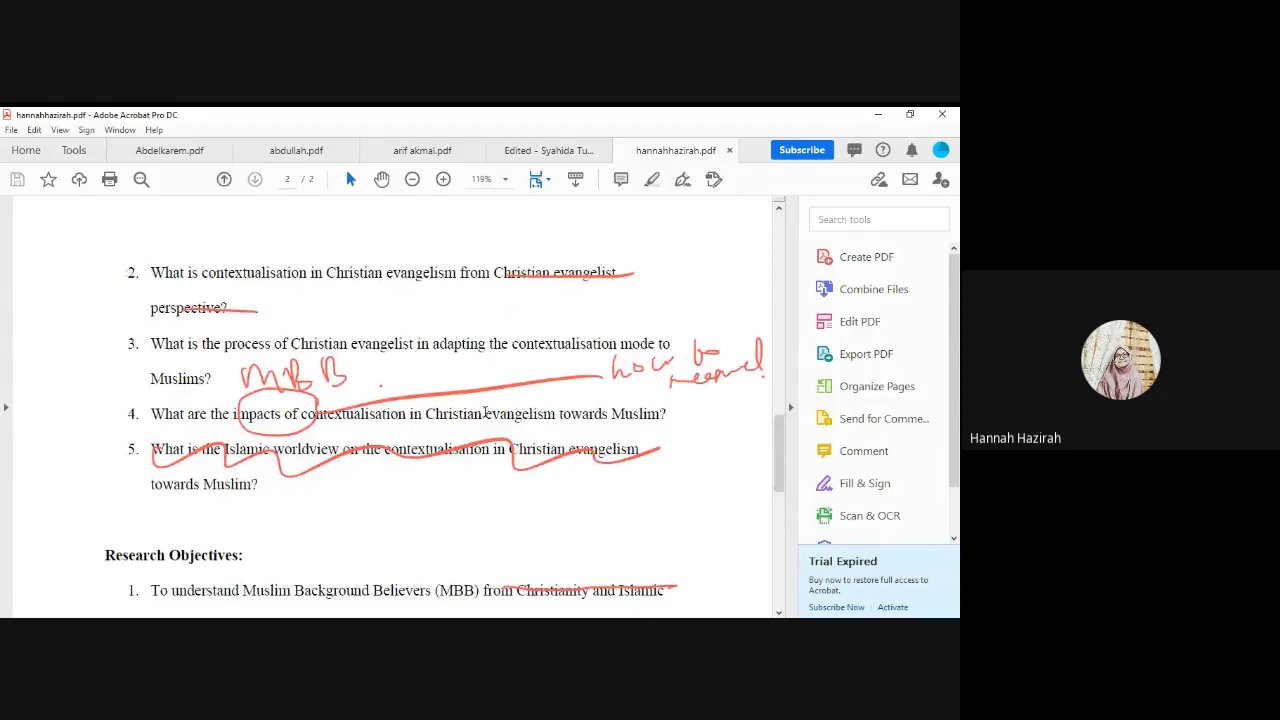 hannahhazirah.pdf - Adobe Acrobat Pro DC
File Edit View Sign Window Help
Home Tools Abdelkarem.pdf abdullah.pdf arif akmal.pdf Edited - Syahida Tu... hannahhazirah.pdf × Subscribe
2 / 2 119%
Search tools
2. What is contextualisation in Christian evangelism from Christian evangelist
perspective?
3. What is the process of Christian evangelist in adapting the contextualisation mode to
how to
Muslims? MBB
4. What are the impacts of contextualisation in Christian evangelism towards Muslim?
5. What is the Islamic worldview on the contextualisation in Christian evangelism
towards Muslim?
Research Objectives:
1. To understand Muslim Background Believers (MBB) from Christianity and Islamic
Create PDF
Combine Files
Edit PDF
Export PDF
Organize Pages
Send for Comme...
Comment
Fill & Sign
Scan & OCR
Trial Expired
Buy now to restore full access to
Acrobat.
Subscribe Now Activate
Hannah Hazirah